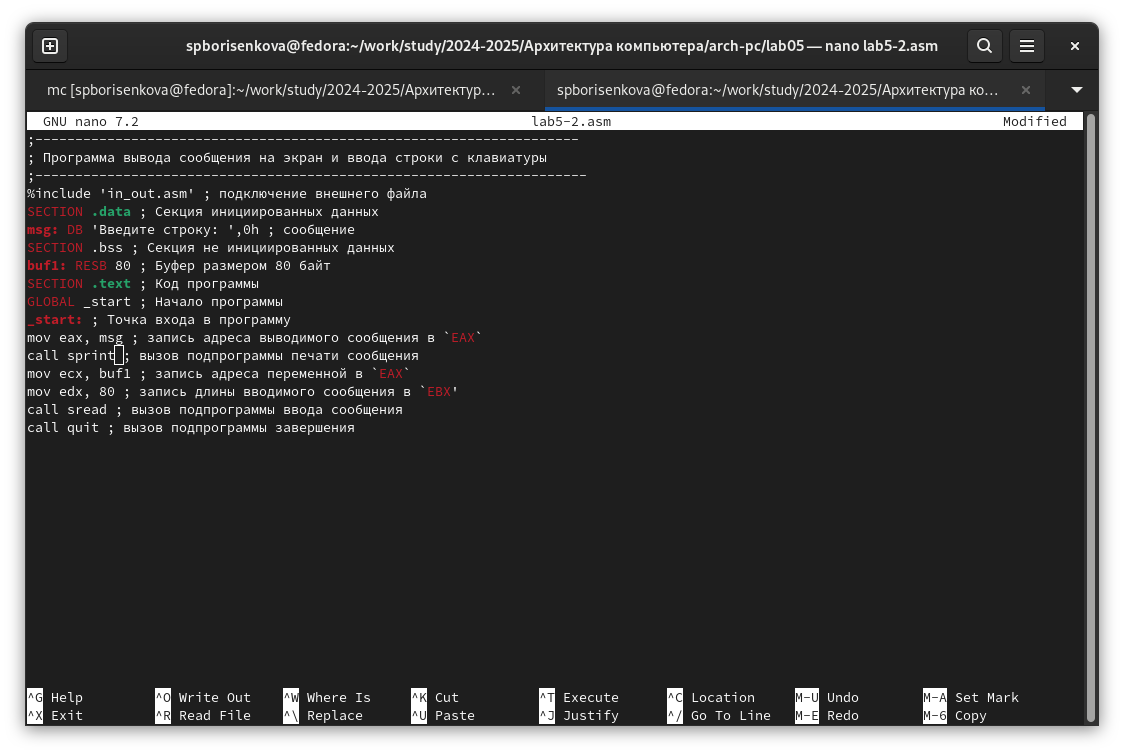 spborisenkova@fedora:~/work/study/2024-2025/Архитектура компьютера/arch-pc/lab05 — nano lab5-2.asm
mc [spborisenkova@fedora]:~/work/study/2024-2025/Архитектур... spborisenkova@fedora:~/work/study/2024-2025/Архитектура ко...
GNU nano 7.2 lab5-2.asm Modified
;--------------------------------------------------------------------
; Программа вывода сообщения на экран и ввода строки с клавиатуры
;---------------------------------------------------------------------
%include 'in_out.asm' ; подключение внешнего файла
SECTION .data ; Секция инициированных данных
msg: DB 'Введите строку: ',0h ; сообщение
SECTION .bss ; Секция не инициированных данных
buf1: RESB 80 ; Буфер размером 80 байт
SECTION .text ; Код программы
GLOBAL _start ; Начало программы
_start: ; Точка входа в программу
mov eax, msg ; запись адреса выводимого сообщения в `EAX`
call sprint ; вызов подпрограммы печати сообщения
mov ecx, buf1 ; запись адреса переменной в `EAX`
mov edx, 80 ; запись длины вводимого сообщения в `EBX'
call sread ; вызов подпрограммы ввода сообщения
call quit ; вызов подпрограммы завершения
^G Help ^O Write Out ^W Where Is ^K Cut ^T Execute ^C Location M-U Undo M-A Set Mark
^X Exit ^R Read File ^\ Replace ^U Paste ^J Justify ^/ Go To Line M-E Redo M-6 Copy